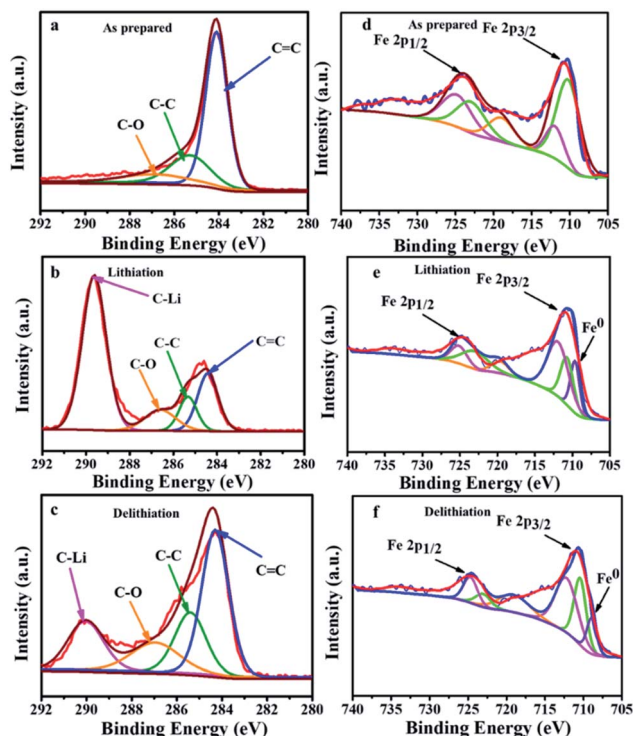 a
As prepared
C=C
C-C
C-O
Intensity (a.u.)
292 290 288 286 284 282 280
Binding Energy (eV)
d
As prepared
Fe 2p1/2
Fe 2p3/2
Intensity (a.u.)
740 735 730 725 720 715 710 705
Binding Energy (eV)
b
Lithiation
C-Li
C-C
C-O
C=C
Intensity (a.u.)
292 290 288 286 284 282 280
Binding Energy (eV)
e
Lithiation
Fe 2p3/2
Fe 2p1/2
Fe0
Intensity (a.u.)
740 735 730 725 720 715 710 705
Binding Energy (eV)
c
Delithiation
C-C
C-Li
C-O
C=C
Intensity (a.u.)
292 290 288 286 284 282 280
Binding Energy (eV)
f
Delithiation
Fe 2p3/2
Fe 2p1/2
Fe0
Intensity (a.u.)
740 735 730 725 720 715 710 705
Binding Energy (eV)